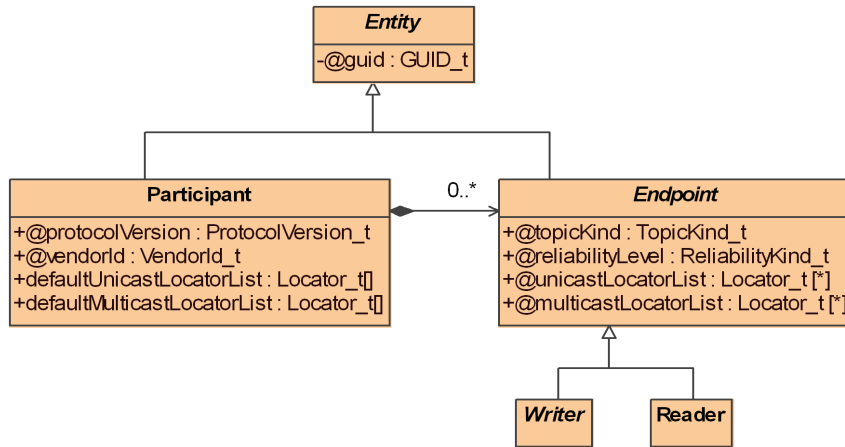 Entity
-@guid : GUID_t
Participant
+@protocolVersion : ProtocolVersion_t
+@vendorId : VendorId_t
+defaultUnicastLocatorList : Locator_t[]
+defaultMulticastLocatorList : Locator_t[]
0..*
Endpoint
+@topicKind : TopicKind_t
+@reliabilityLevel : ReliabilityKind_t
+@unicastLocatorList : Locator_t [*]
+@multicastLocatorList : Locator_t [*]
Writer
Reader